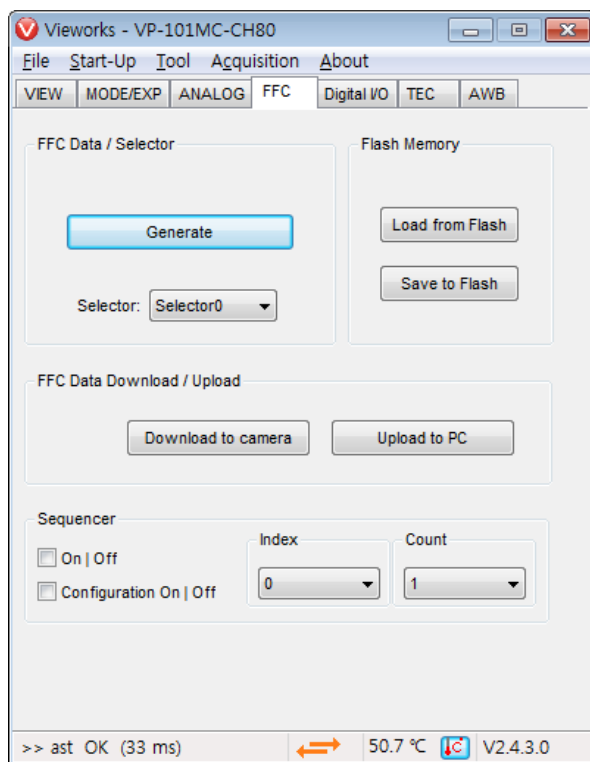 Vieworks - VP-101MC-CH80
File Start-Up Tool Acquisition About
VIEW MODE/EXP ANALOG FFC Digital I/O TEC AWB
FFC Data / Selector
Generate
Selector: Selector0
Flash Memory
Load from Flash
Save to Flash
FFC Data Download / Upload
Download to camera Upload to PC
Sequencer
On | Off
Configuration On | Off
Index
0
Count
1
>> ast OK (33 ms) 50.7 ℃ C V2.4.3.0